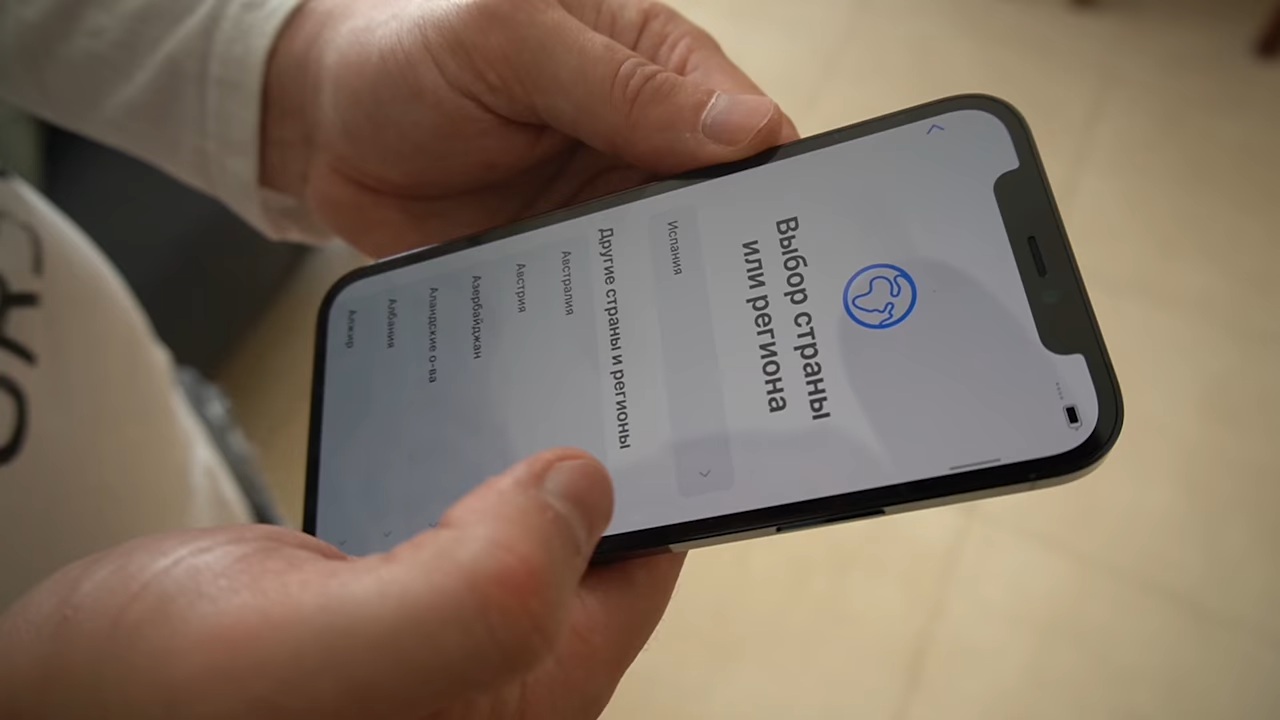 Выбор страны
или региона
Испания
Другие страны и регионы
Австралия
Австрия
Азербайджан
Аландские о-ва
Албания
Алжир